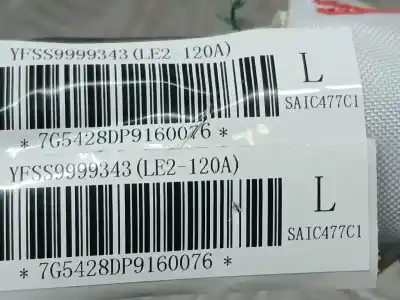 YFSS9999343(LE2-120A)
L
SAIC477C1
* 7G5428DP9160076 *
YFSS9999343(LE2-120A)
L
SAIC477C1
* 7G5428DP9160076 *